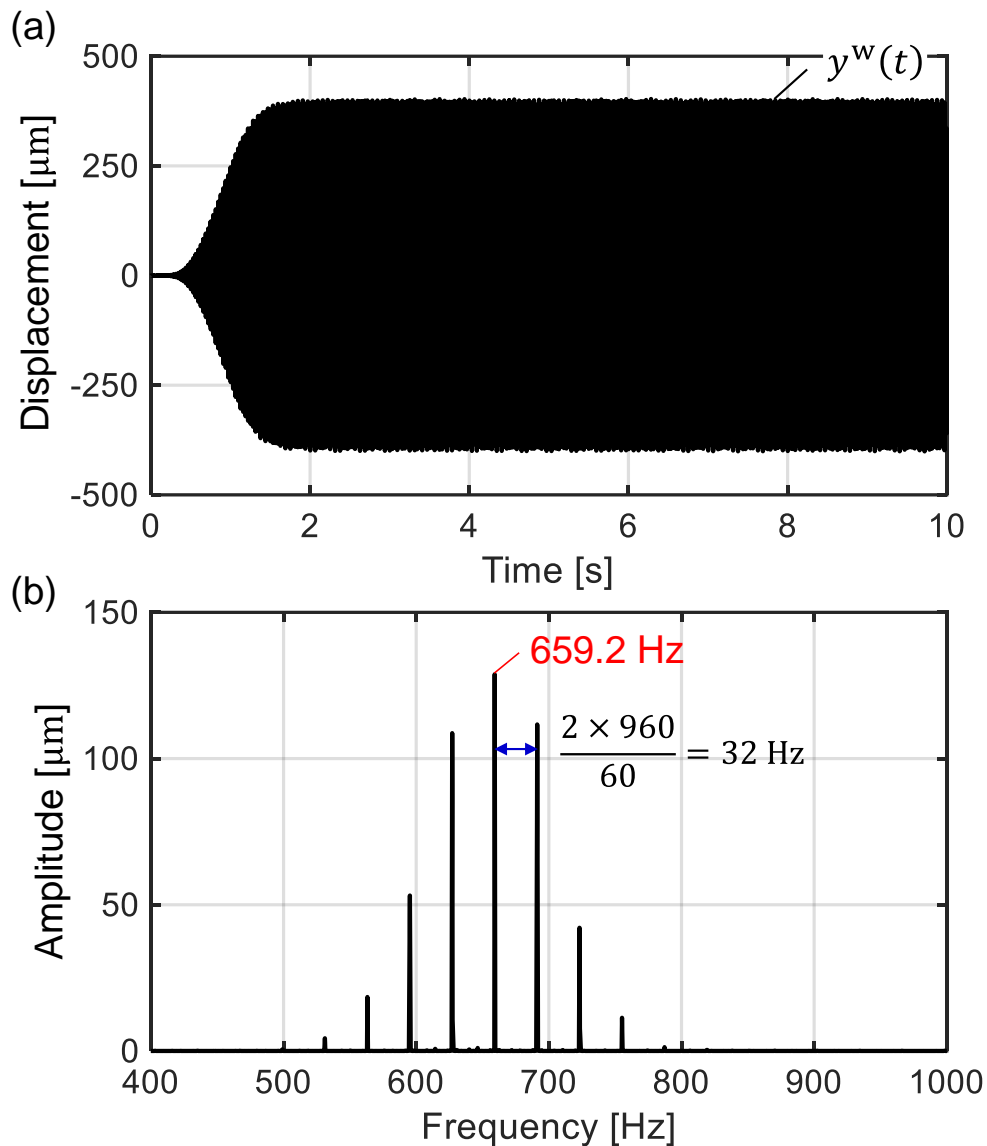 (a)
500
250
0
-250
-500
Displacement [μm]
yʷ(t)
0 2 4 6 8 10
Time [s]
(b)
150
100
50
0
Amplitude [μm]
659.2 Hz
2 × 960
60
= 32 Hz
400 500 600 700 800 900 1000
Frequency [Hz]